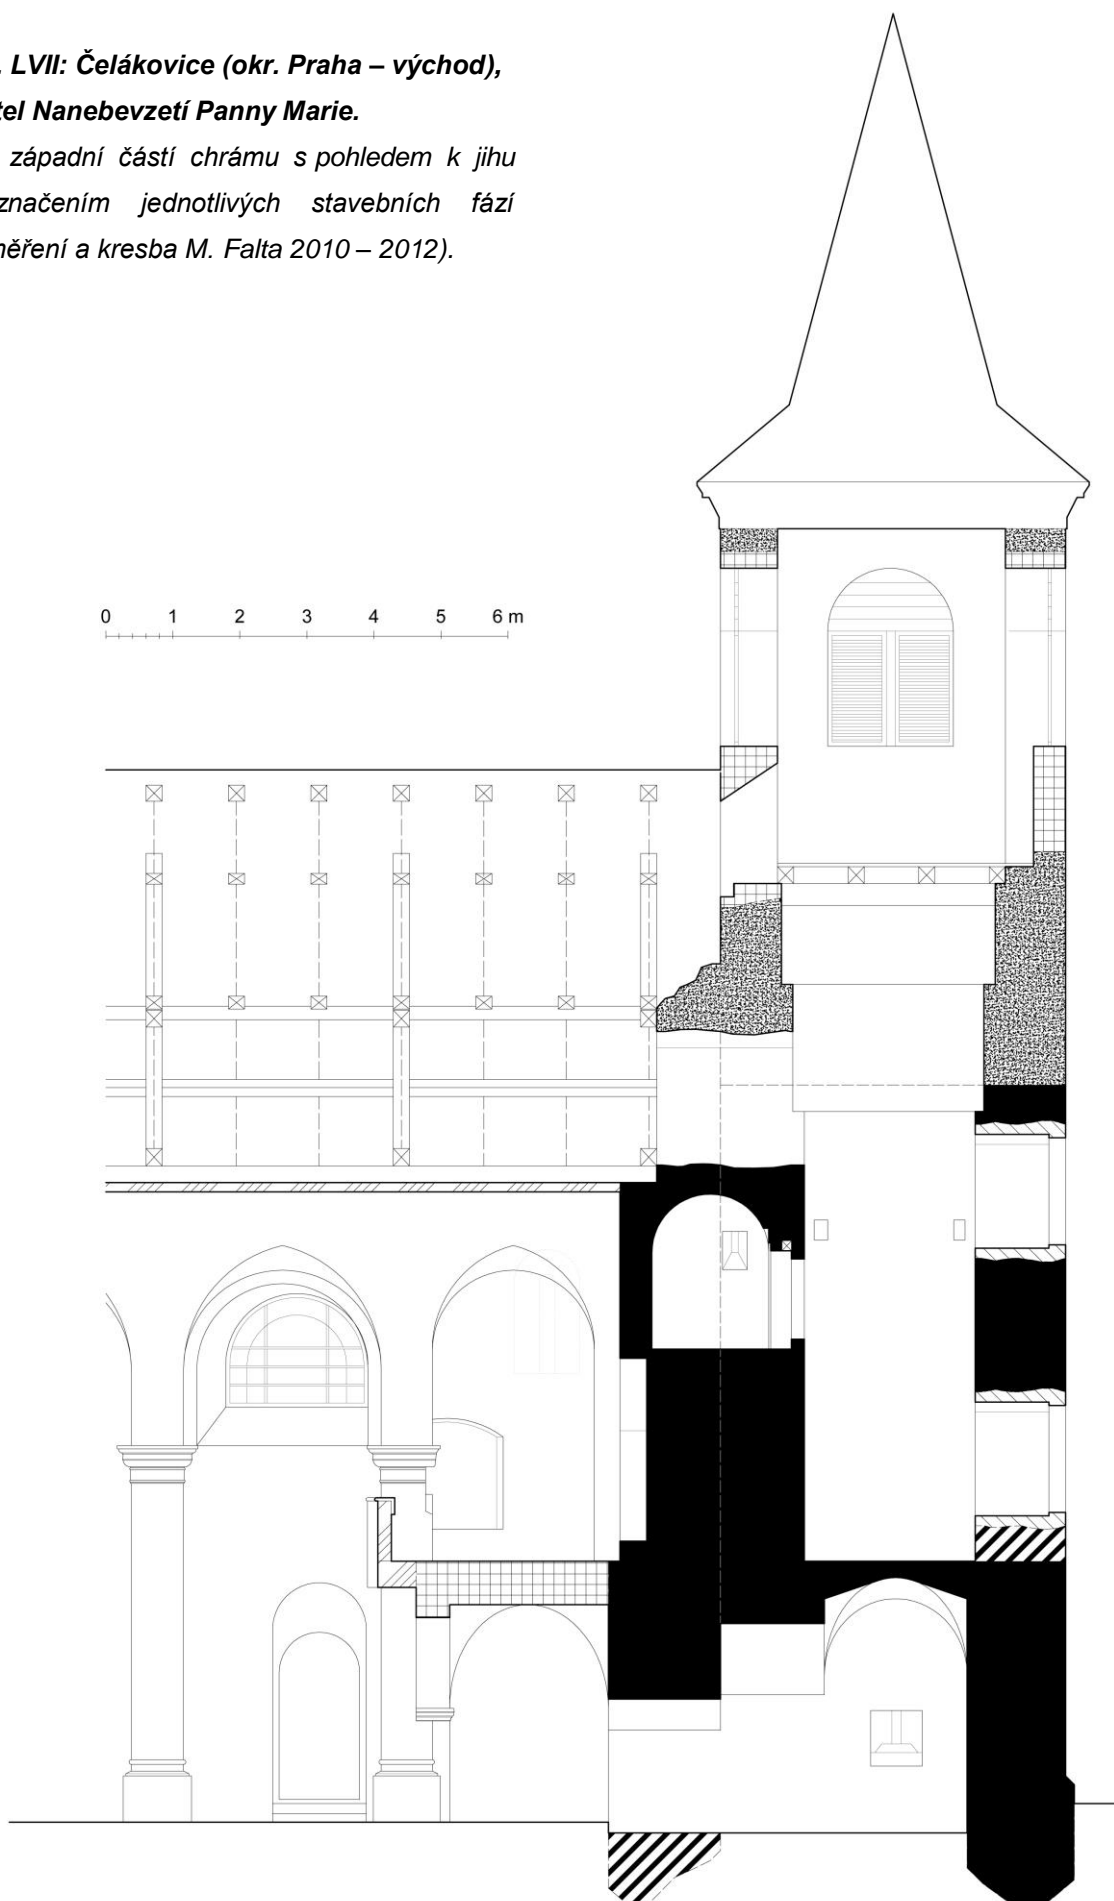 LVII: Čelákovice (okr. Praha – východ),
tel Nanebevzetí Panny Marie.
západní částí chrámu s pohledem k jihu
značením jednotlivých stavebních fází
měření a kresba M. Falta 2010 – 2012).
0 1 2 3 4 5 6 m